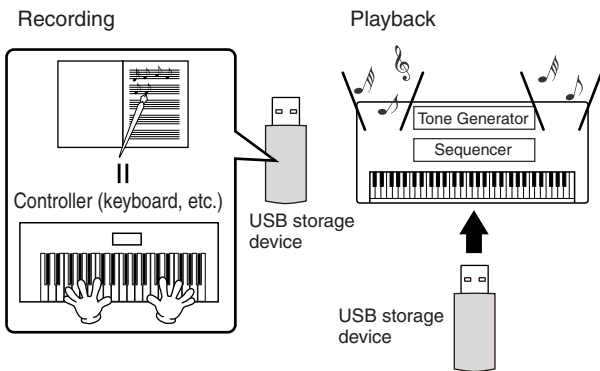 Recording
Controller (keyboard, etc.)
USB storage
device
Playback
Tone Generator
Sequencer
USB storage
device